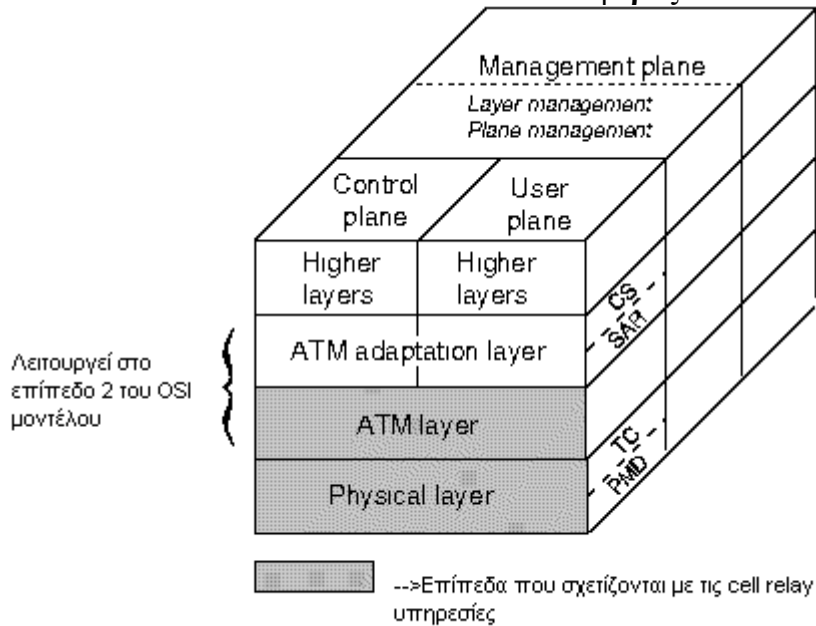 Management plane
Layer management
Plane management
Control
plane
User
plane
Higher
layers
Higher
layers
CS
SAR
ATM adaptation layer
Λειτουργεί στο
επίπεδο 2 του OSI
μοντέλου
ATM layer
TC
PMD
Physical layer
-->Επίπεδα που σχετίζονται με τις cell relay
υπηρεσίες